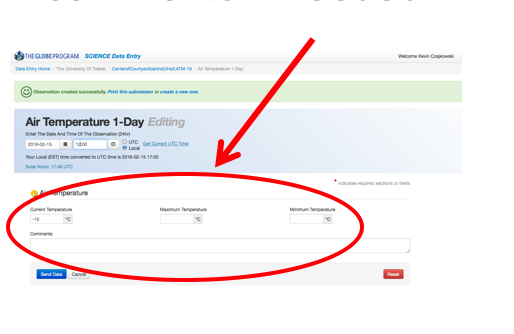 THE GLOBE PROGRAM SCIENCE Data Entry
Welcome Kevin Czajkowski
Data Entry Home / The University Of Toledo / CenterofCourtyardbehindUHall:ATM-19 / Air Temperature 1-Day
Observation created successfully. Print this submission or create a new one.
Air Temperature 1-Day Editing
Enter The Date And Time Of The Observation (24hr)
2016-02-15 12:00 UTC Local Get Current UTC Time
Your Local (EST) time converted to UTC time is 2016-02-15 17:00
Solar Noon: 17:48 UTC
* Indicates required sections or fields
Air Temperature
Current Temperature Maximum Temperature Minimum Temperature
-15 °C °C °C
Comments
Send Data Cancel Reset